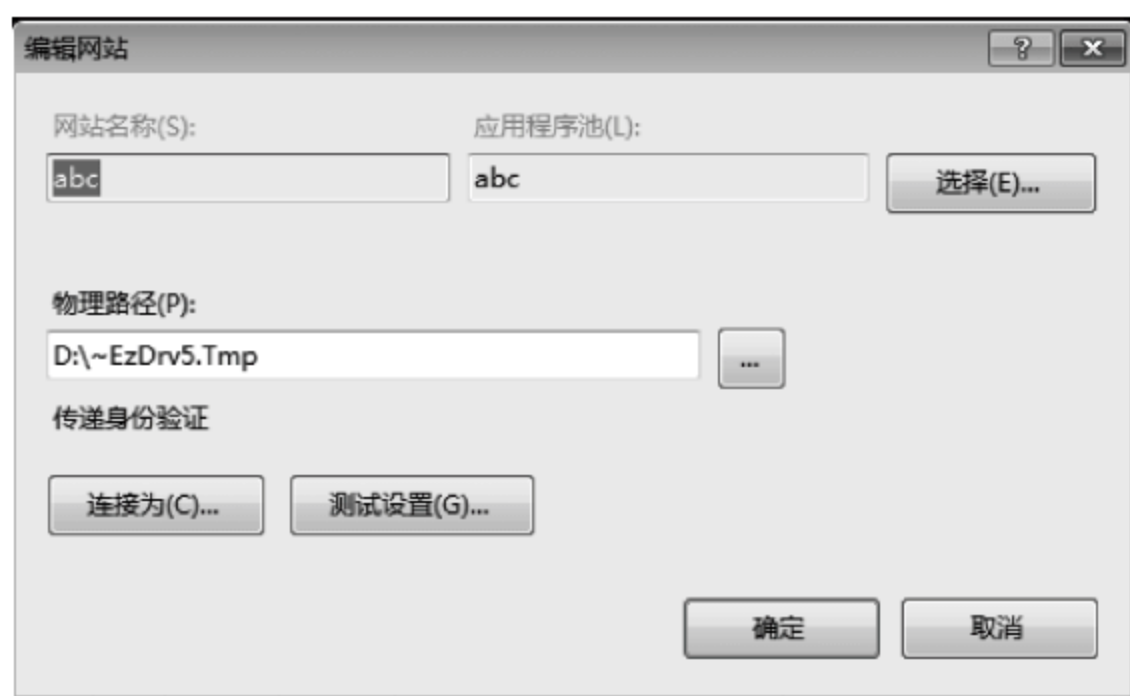 编辑网站
网站名称(S): 应用程序池(L):
abc abc 选择(E)...
物理路径(P):
D:\~EzDrv5.Tmp ...
传递身份验证
连接为(C)... 测试设置(G)...
确定 取消